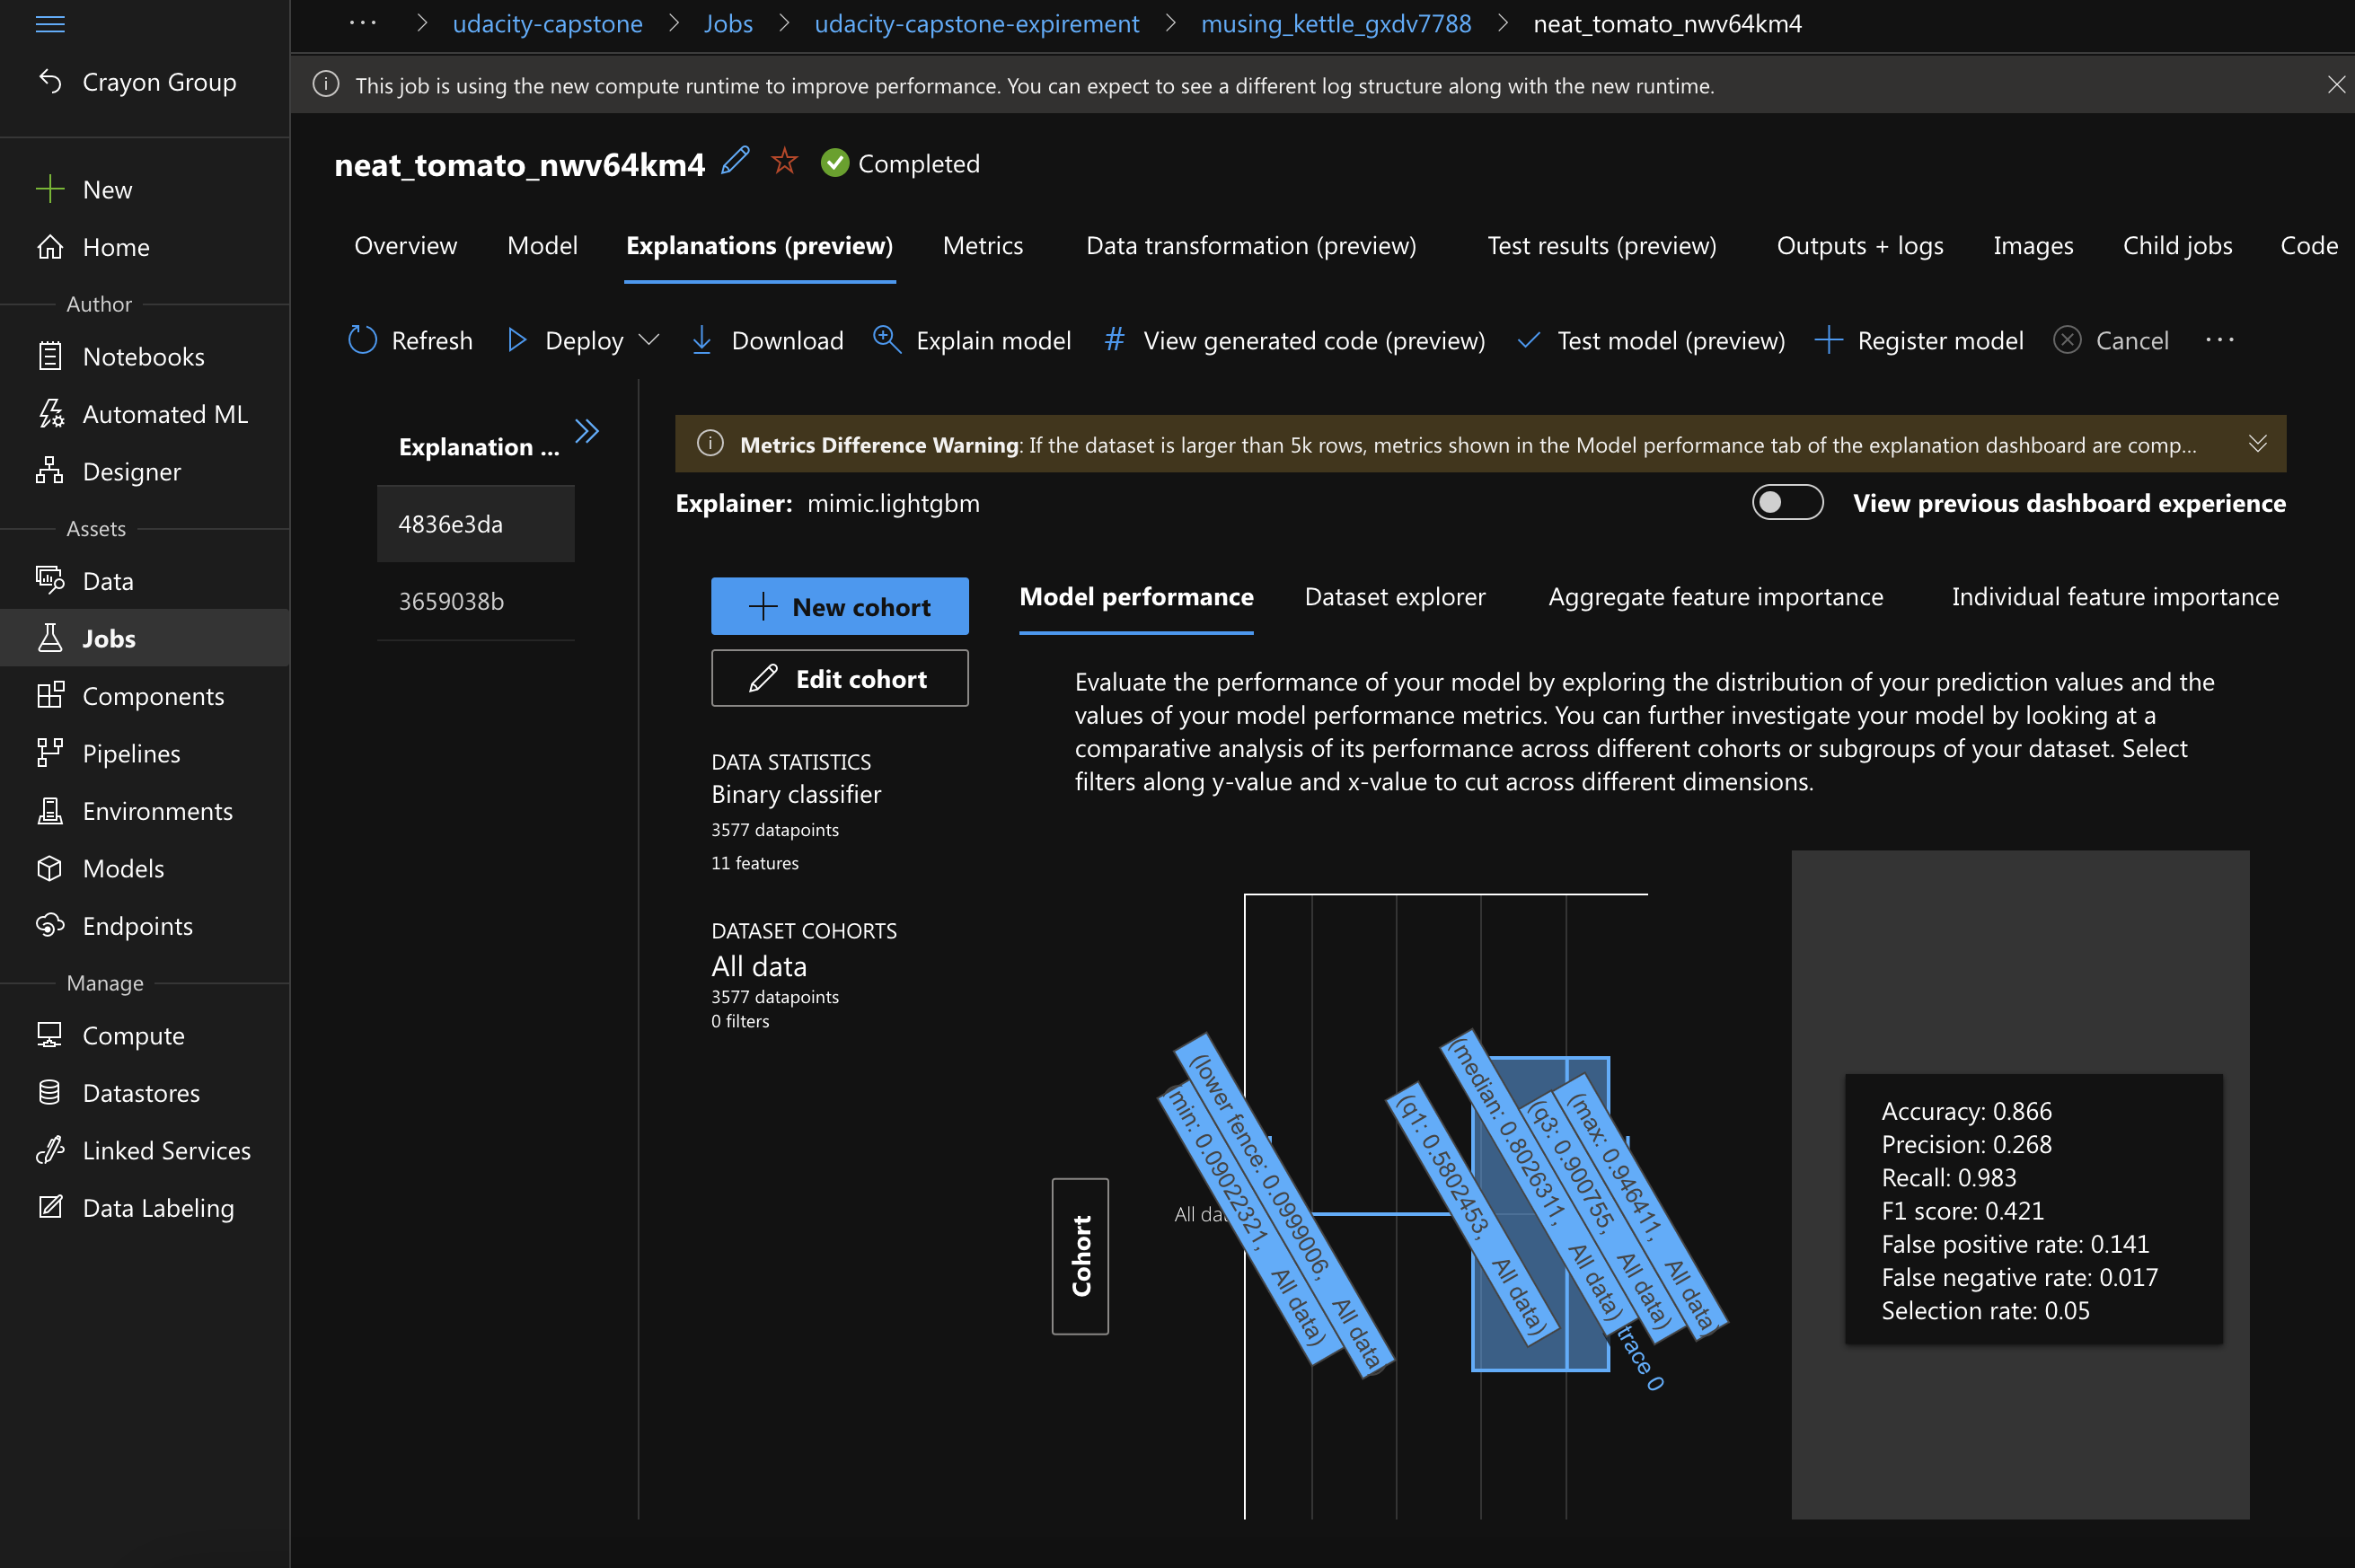 ... > udacity-capstone > Jobs > udacity-capstone-expirement > musing_kettle_gxdv7788 > neat_tomato_nwv64km4
Crayon Group
This job is using the new compute runtime to improve performance. You can expect to see a different log structure along with the new runtime.
neat_tomato_nwv64km4 Completed
New
Home
Author
Notebooks
Automated ML
Designer
Assets
Data
Jobs
Components
Pipelines
Environments
Models
Endpoints
Manage
Compute
Datastores
Linked Services
Data Labeling
Overview Model Explanations (preview) Metrics Data transformation (preview) Test results (preview) Outputs + logs Images Child jobs Code
Refresh Deploy Download Explain model # View generated code (preview) Test model (preview) Register model Cancel ...
Explanation ...
4836e3da
3659038b
Metrics Difference Warning: If the dataset is larger than 5k rows, metrics shown in the Model performance tab of the explanation dashboard are comp...
Explainer: mimic.lightgbm
View previous dashboard experience
New cohort
Edit cohort
DATA STATISTICS
Binary classifier
3577 datapoints
11 features
DATASET COHORTS
All data
3577 datapoints
0 filters
Model performance Dataset explorer Aggregate feature importance Individual feature importance
Evaluate the performance of your model by exploring the distribution of your prediction values and the
values of your model performance metrics. You can further investigate your model by looking at a
comparative analysis of its performance across different cohorts or subgroups of your dataset. Select
filters along y-value and x-value to cut across different dimensions.
Cohort
All dat
(min: 0.09022321, All data)
(lower fence: 0.0999006, All data)
(q1: 0.5802453, All data)
(median: 0.8026311, All data)
(q3: 0.900755, All data)
(max: 0.946411, All data)
trace 0
Accuracy: 0.866
Precision: 0.268
Recall: 0.983
F1 score: 0.421
False positive rate: 0.141
False negative rate: 0.017
Selection rate: 0.05